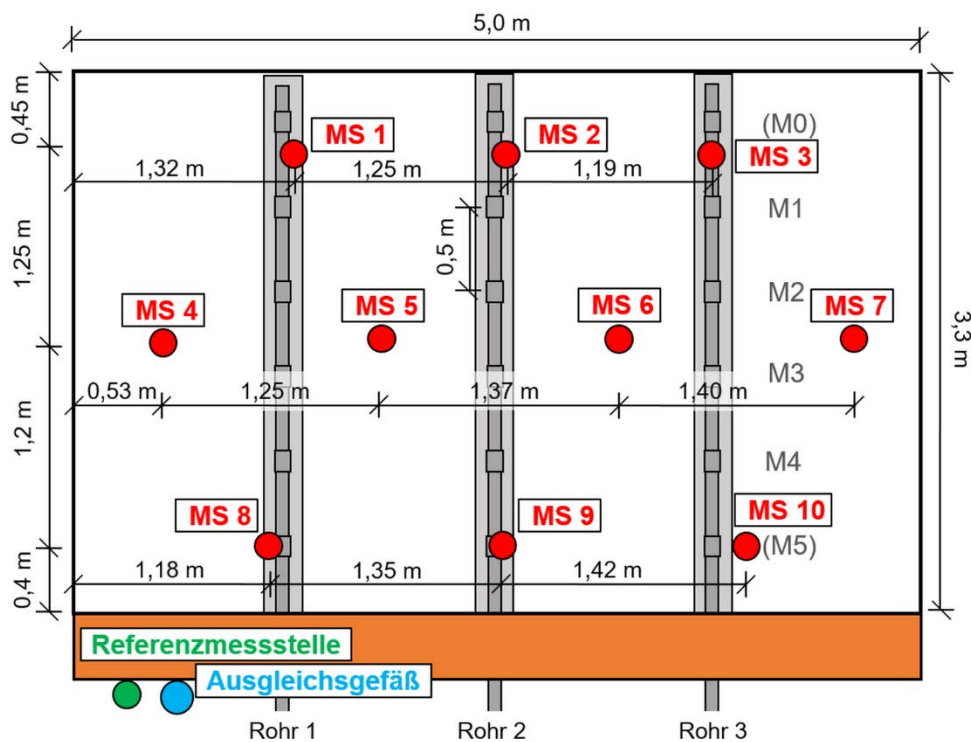 5,0 m
0,45 m
MS 1
MS 2
(M0)
MS 3
1,32 m
1,25 m
1,19 m
M1
1,25 m
0,5 m
MS 4
MS 5
MS 6
M2
MS 7
3,3 m
0,53 m
1,25 m
1,37 m
M3
1,40 m
1,2 m
M4
MS 8
MS 9
MS 10
(M5)
0,4 m
1,18 m
1,35 m
1,42 m
Referenzmessstelle
Ausgleichsgefäß
Rohr 1
Rohr 2
Rohr 3